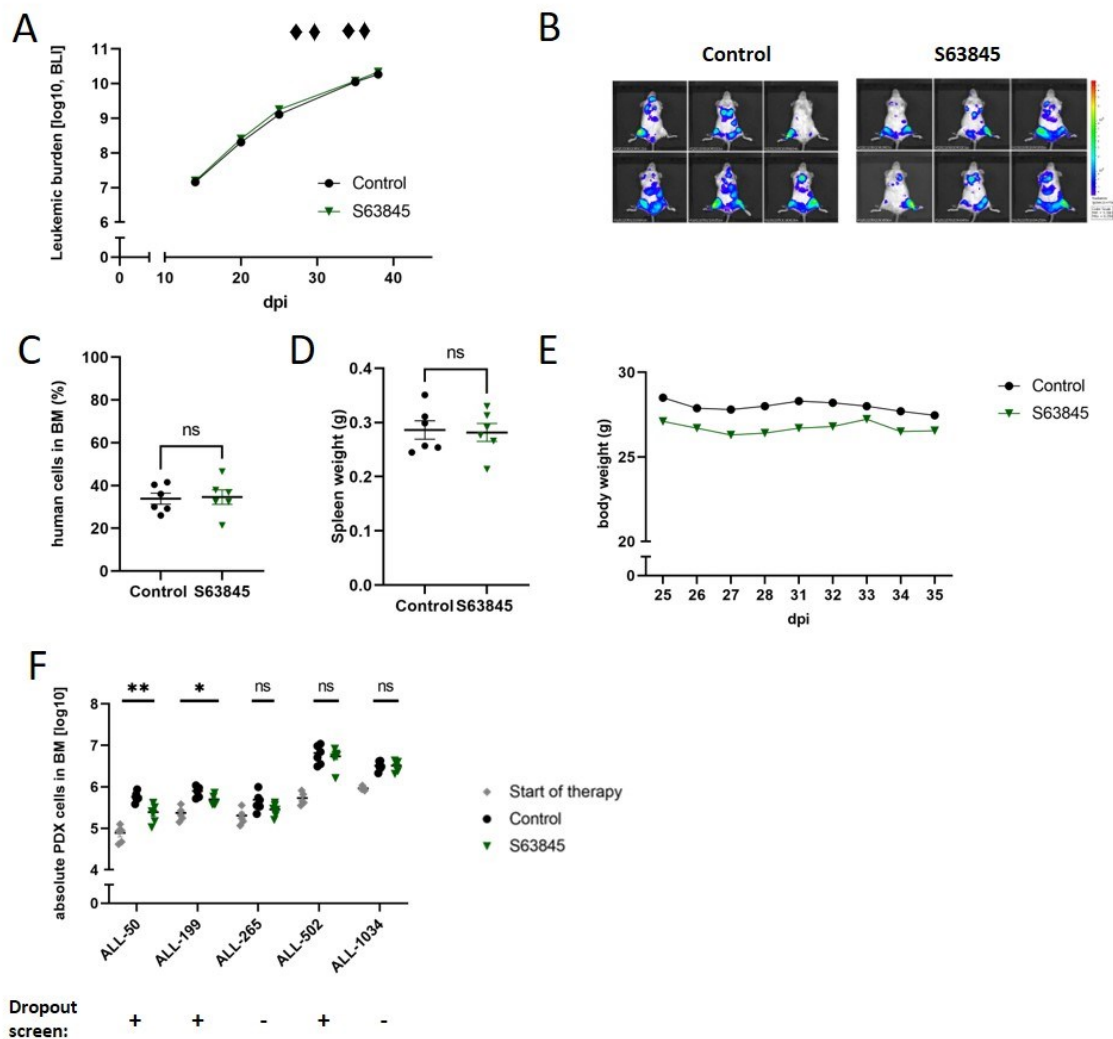 A
Leukemic burden [log10, BLI]
11
10
9
8
7
6
0
0
10
20
30
40
dpi
Control
S63845
B
Control
S63845
C
human cells in BM (%)
100
80
60
40
20
0
ns
Control
S63845
D
Spleen weight (g)
0.4
0.3
0.2
0.1
0.0
ns
Control
S63845
E
body weight (g)
30
25
20
0
25 26 27 28 31 32 33 34 35
dpi
Control
S63845
F
absolute PDX cells in BM [log10]
8
7
6
5
4
0
** * ns ns ns
Start of therapy
Control
S63845
ALL-50 ALL-199 ALL-265 ALL-502 ALL-1034
Dropout
screen: + + - + -